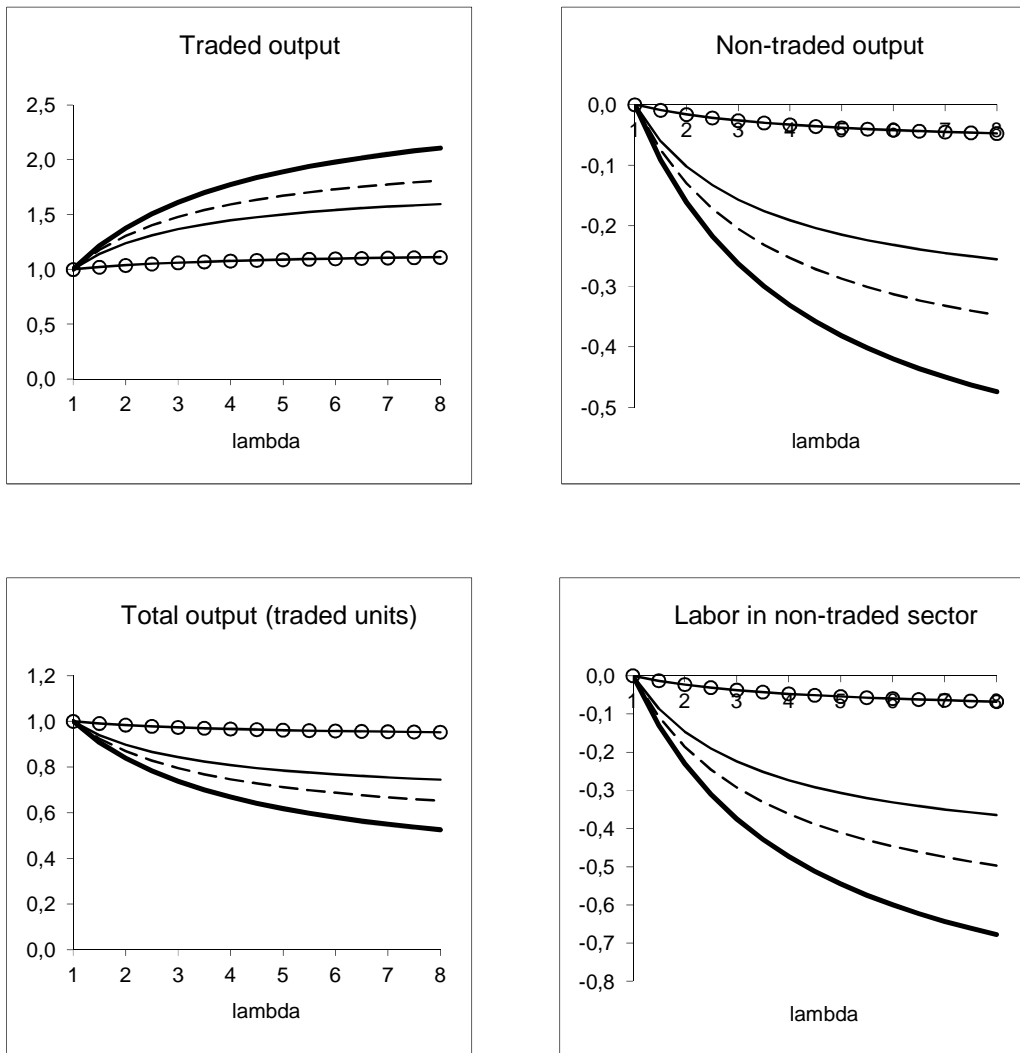 Traded output
2,5
2,0
1,5
1,0
0,5
0,0
1 2 3 4 5 6 7 8
lambda
Non-traded output
0,0
1 2 3 4 5 6 7 8
-0,1
-0,2
-0,3
-0,4
-0,5
lambda
Total output (traded units)
1,2
1,0
0,8
0,6
0,4
0,2
0,0
1 2 3 4 5 6 7 8
lambda
Labor in non-traded sector
0,0
1 2 3 4 5 6 7 8
-0,1
-0,2
-0,3
-0,4
-0,5
-0,6
-0,7
-0,8
lambda